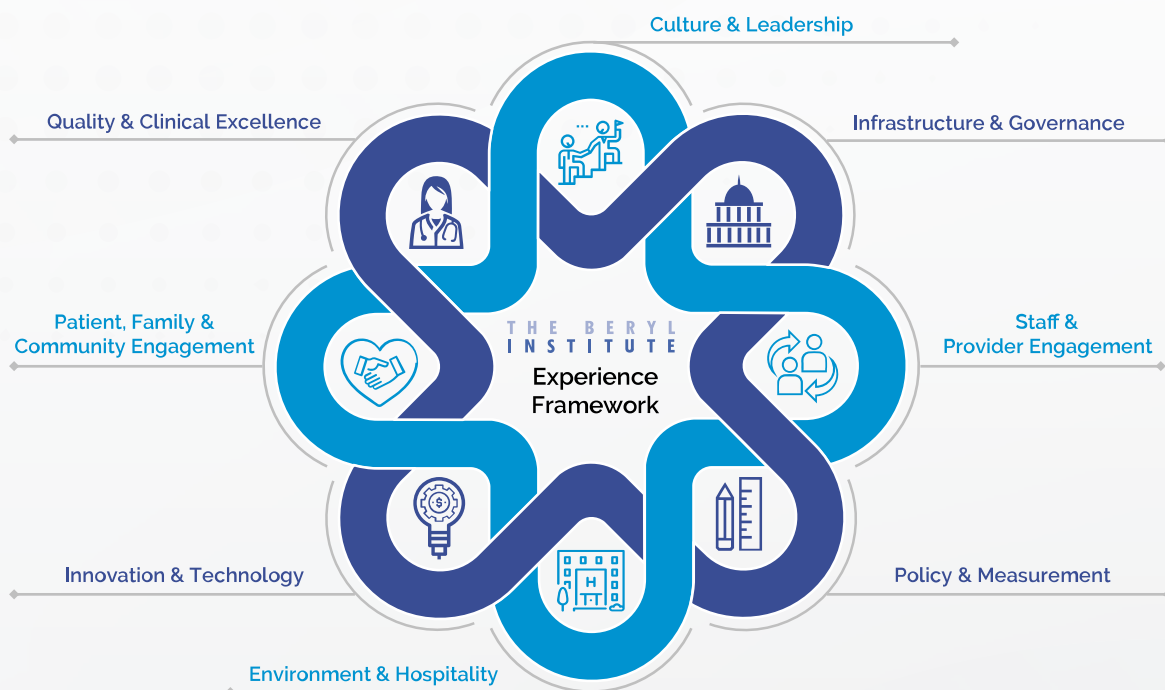 Culture & Leadership
Quality & Clinical Excellence
Infrastructure & Governance
Patient, Family &
Community Engagement
THE BERYL
INSTITUTE
Experience
Framework
Staff &
Provider Engagement
H
$
Innovation & Technology
Policy & Measurement
Environment & Hospitality